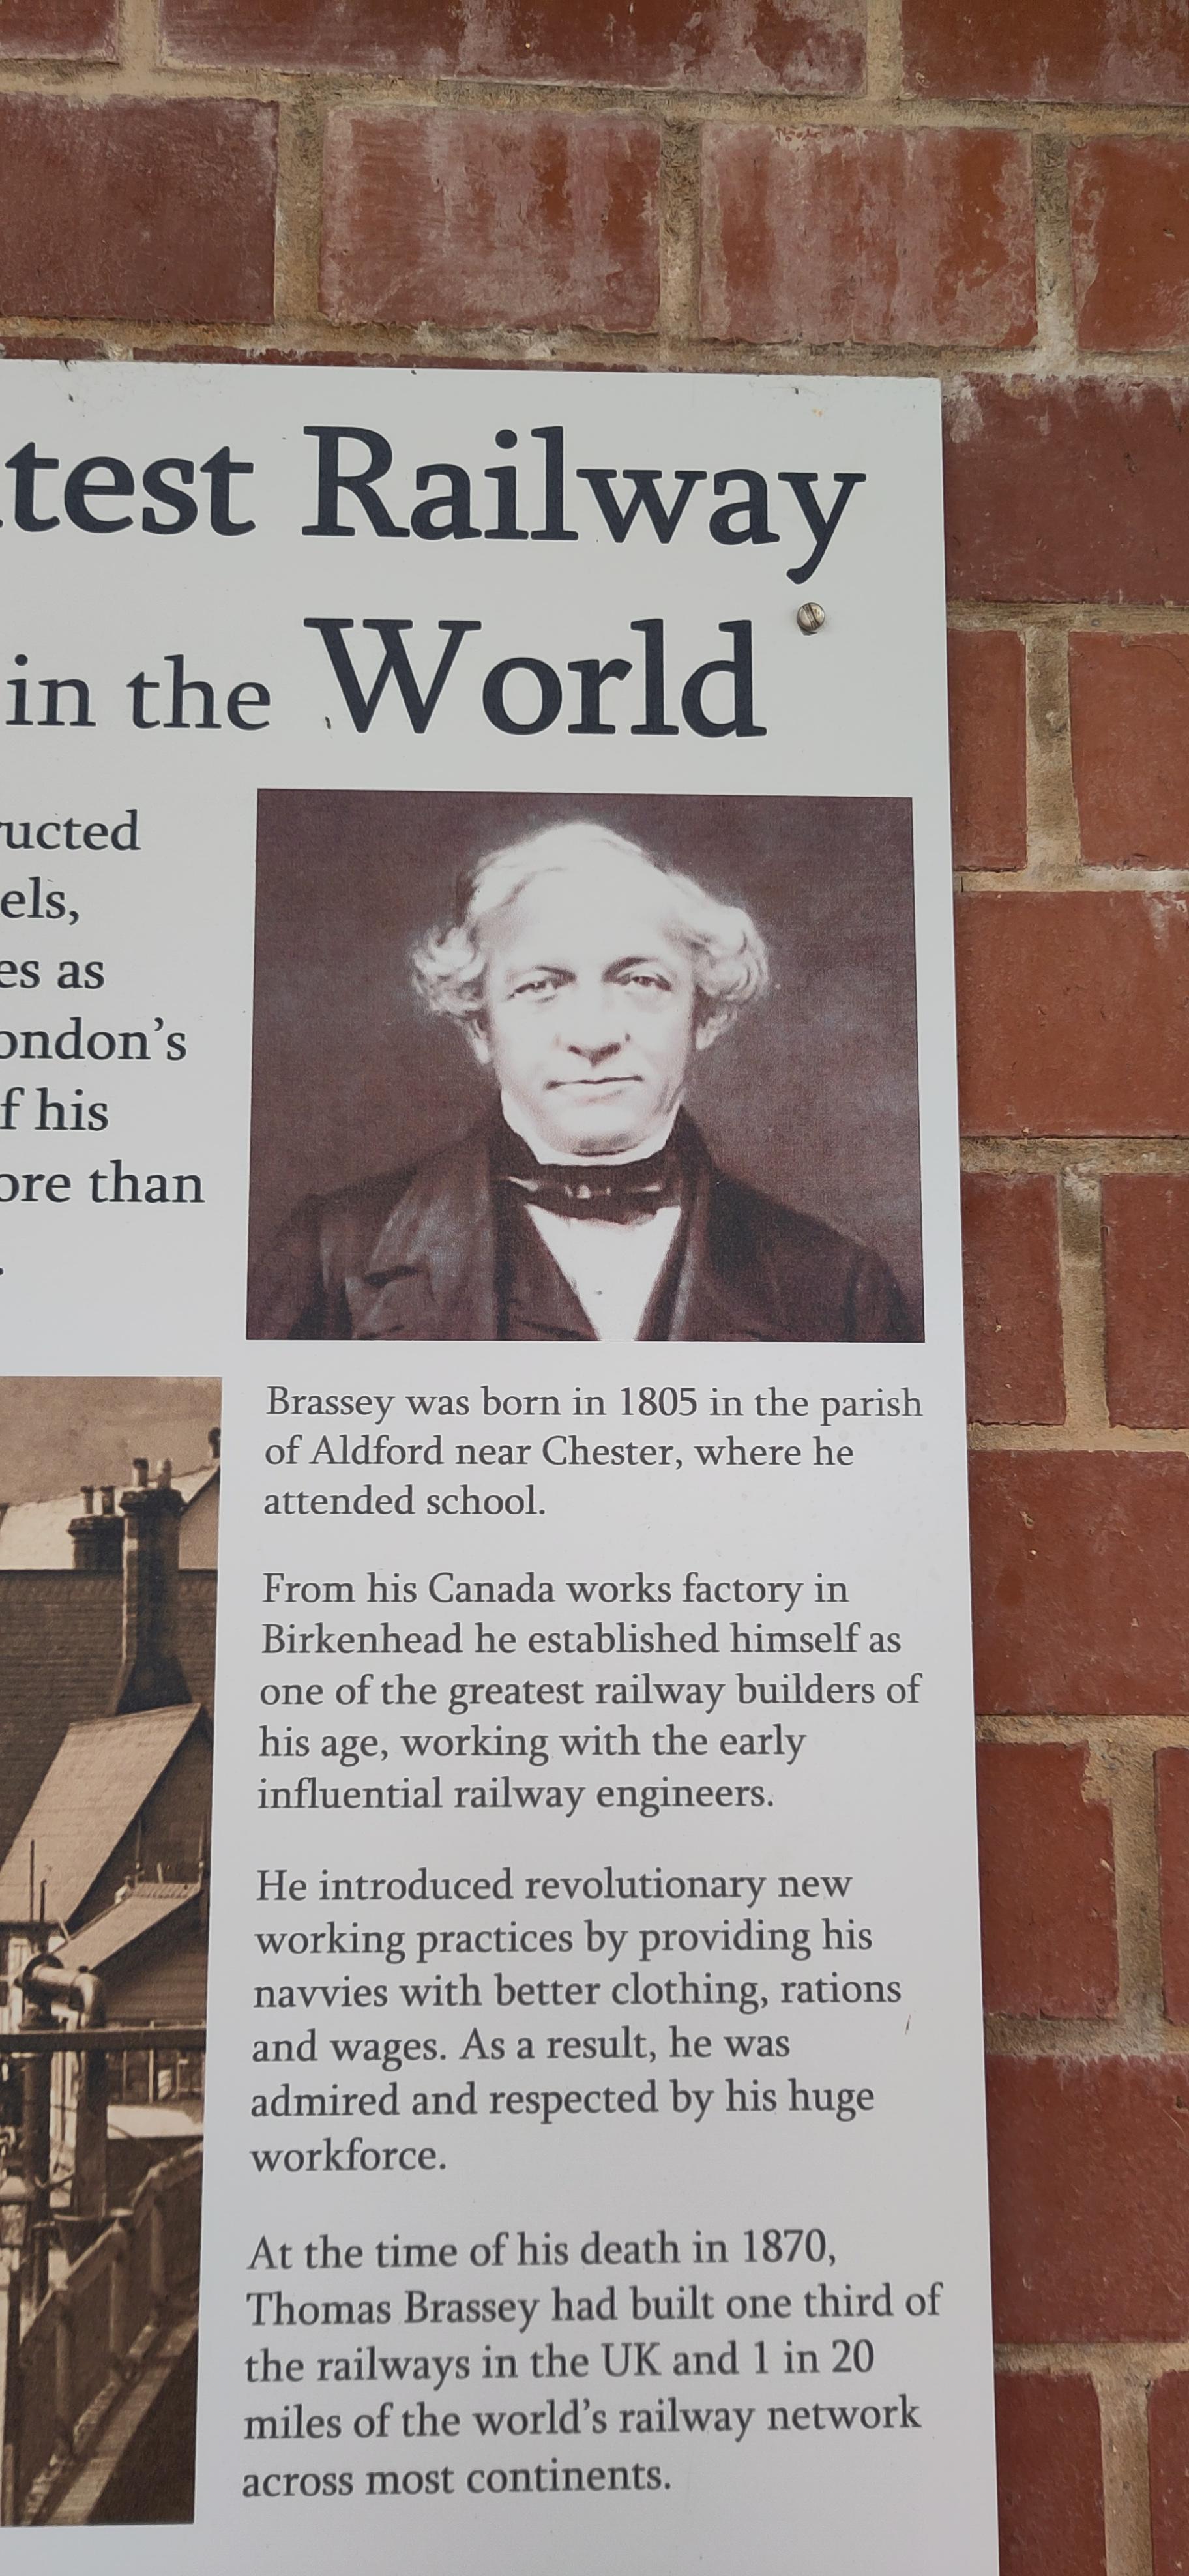 test Railway
in the World
ucted
els,
es as
ondon's
f his
ore than
.
Brassey was born in 1805 in the parish
of Aldford near Chester, where he
attended school.
From his Canada works factory in
Birkenhead he established himself as
one of the greatest railway builders of
his age, working with the early
influential railway engineers.
He introduced revolutionary new
working practices by providing his
navvies with better clothing, rations
and wages. As a result, he was
admired and respected by his huge
workforce.
At the time of his death in 1870,
Thomas Brassey had built one third of
the railways in the UK and 1 in 20
miles of the world's railway network
across most continents.